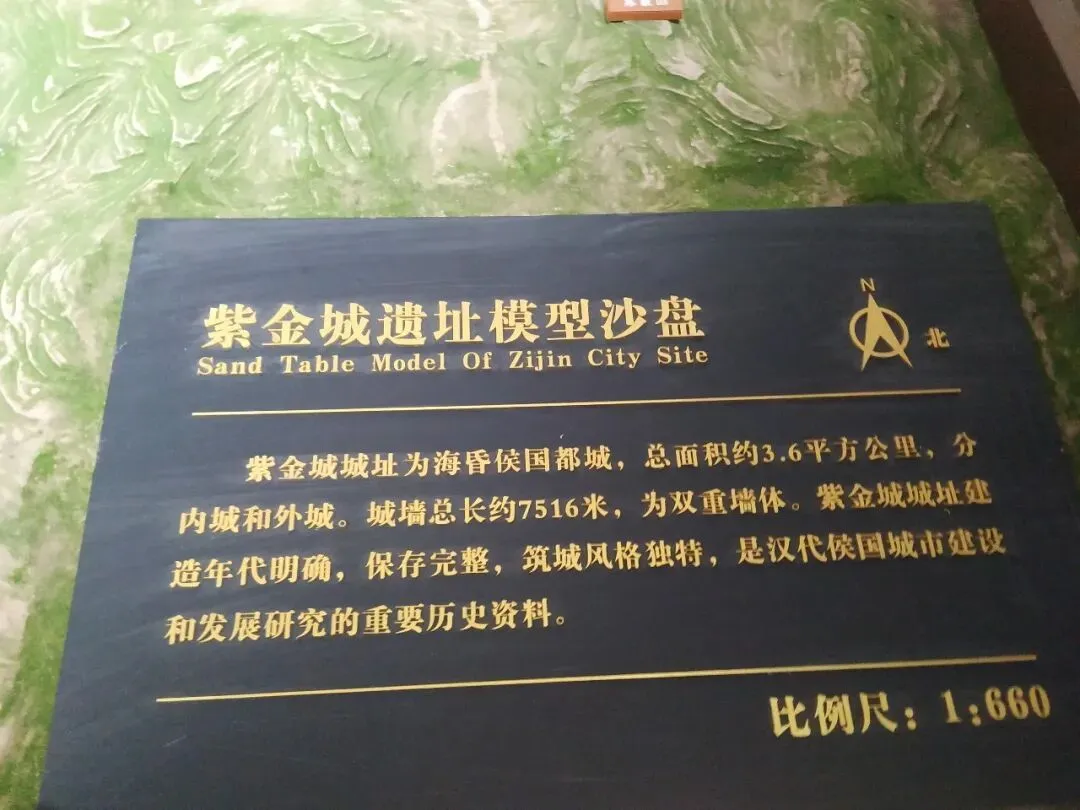 紫金城遗址模型沙盘
Sand Table Model Of Zijin City Site
N
北
紫金城城址为海昏侯国都城，总面积约3.6平方公里，分
内城和外城。城墙总长约7516米，为双重墙体。紫金城城址建
造年代明确，保存完整，筑城风格独特，是汉代侯国城市建设
和发展研究的重要历史资料。
比例尺：1:660